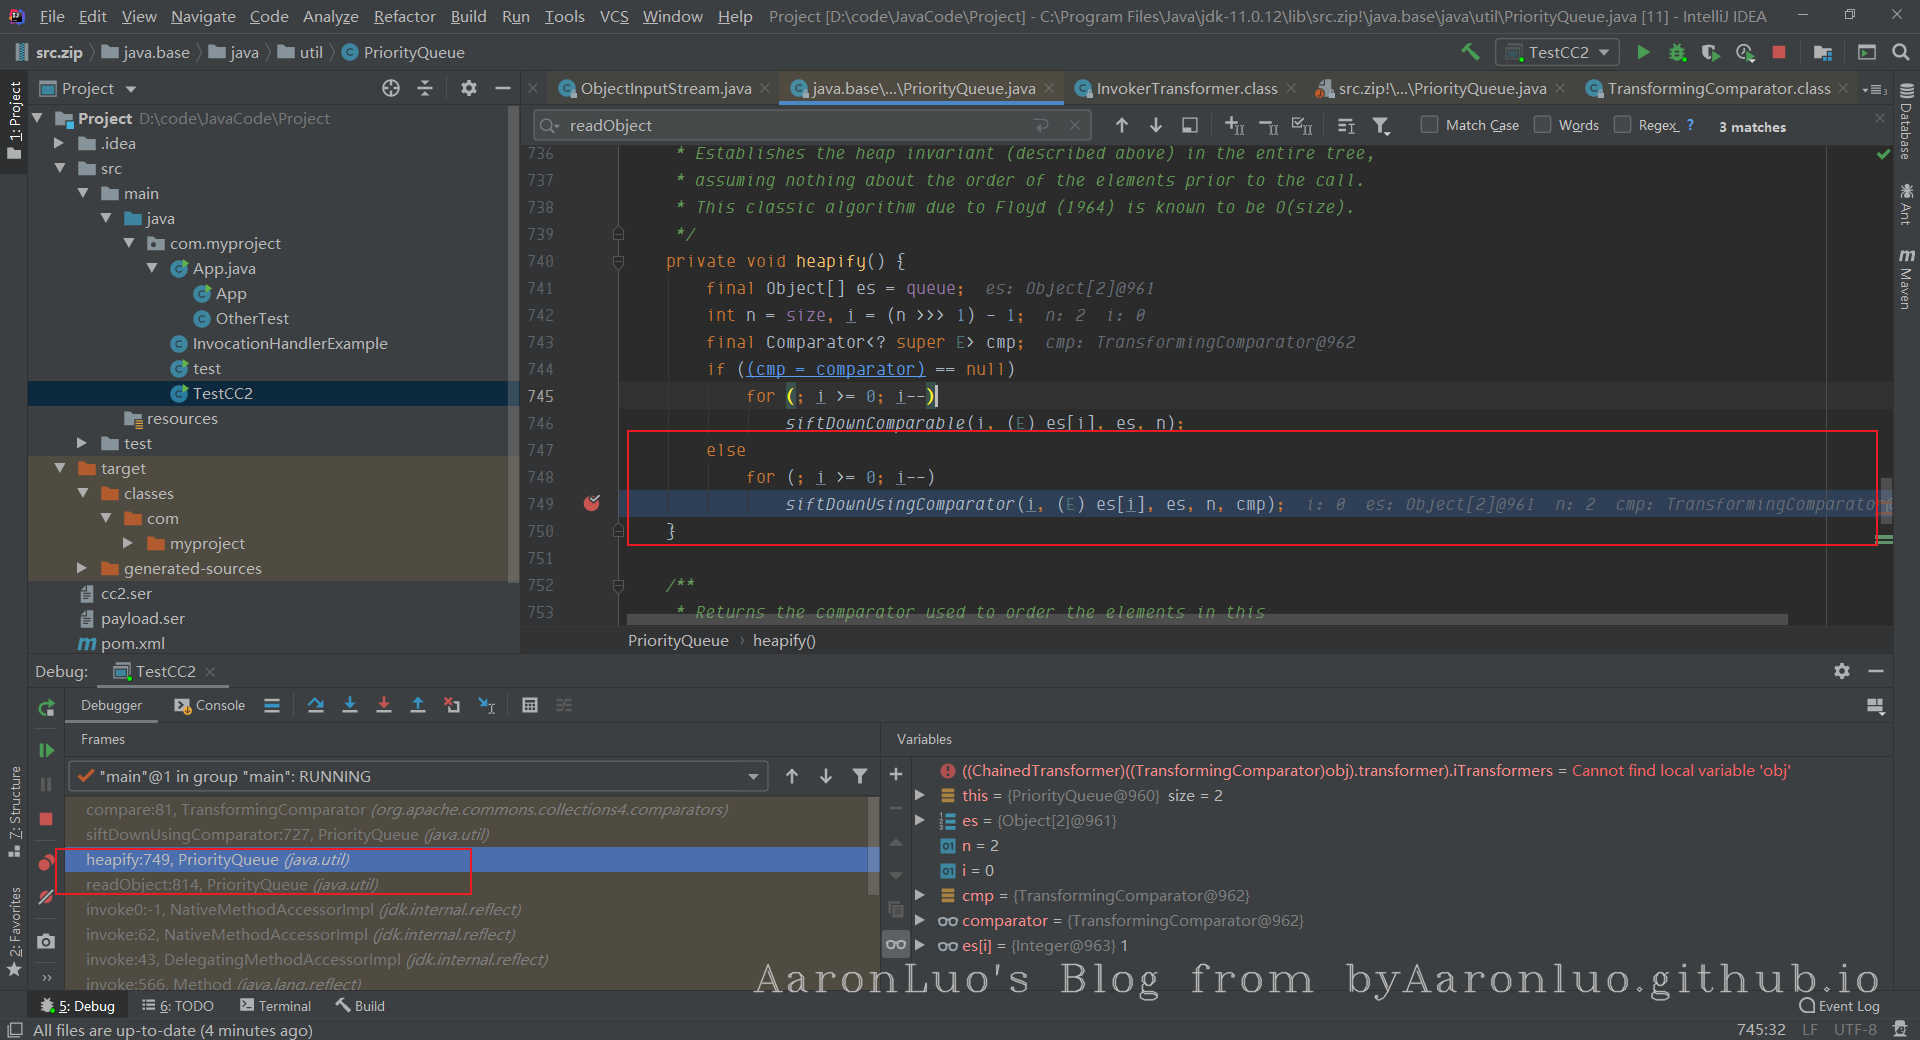 File Edit View Navigate Code Analyze Refactor Build Run Tools VCS Window Help Project [D:\code\JavaCode\Project] - C:\Program Files\Java\jdk-11.0.12\lib\src.zip!\java.base\java\util\PriorityQueue.java [11] - IntelliJ IDEA
src.zip java.base java util PriorityQueue TestCC2
Project ObjectInputStream.java java.base\...\PriorityQueue.java InvokerTransformer.class src.zip!\...\PriorityQueue.java TransformingComparator.class
readObject Match Case Words Regex ? 3 matches
1: Project
Project D:\code\JavaCode\Project
.idea
src
main
java
com.myproject
App.java
App
OtherTest
InvocationHandlerExample
test
TestCC2
resources
test
target
classes
com
myproject
generated-sources
cc2.ser
payload.ser
pom.xml
736 * Establishes the heap invariant (described above) in the entire tree,
737 * assuming nothing about the order of the elements prior to the call.
738 * This classic algorithm due to Floyd (1964) is known to be O(size).
739 */
740 private void heapify() {
741 final Object[] es = queue; es: Object[2]@961
742 int n = size, i = (n >>> 1) - 1; n: 2 i: 0
743 final Comparator<? super E> cmp; cmp: TransformingComparator@962
744 if ((cmp = comparator) == null)
745 for (; i >= 0; i--)
746 siftDownComparable(i, (E) es[i], es, n);
747 else
748 for (; i >= 0; i--)
749 siftDownUsingComparator(i, (E) es[i], es, n, cmp); i: 0 es: Object[2]@961 n: 2 cmp: TransformingComparator@
750 }
751
752 /**
753 * Returns the comparator used to order the elements in this
PriorityQueue heapify()
Database
Ant
Maven
Debug: TestCC2
Debugger Console
Frames
"main"@1 in group "main": RUNNING
compare:81, TransformingComparator (org.apache.commons.collections4.comparators)
siftDownUsingComparator:727, PriorityQueue (java.util)
heapify:749, PriorityQueue (java.util)
readObject:814, PriorityQueue (java.util)
invoke0:-1, NativeMethodAccessorImpl (jdk.internal.reflect)
invoke:62, NativeMethodAccessorImpl (jdk.internal.reflect)
invoke:43, DelegatingMethodAccessorImpl (jdk.internal.reflect)
invoke:566, Method (java.lang.reflect)
Variables
((ChainedTransformer)((TransformingComparator)obj).transformer).iTransformers = Cannot find local variable 'obj'
this = {PriorityQueue@960} size = 2
es = {Object[2]@961}
n = 2
i = 0
cmp = {TransformingComparator@962}
comparator = {TransformingComparator@962}
es[i] = {Integer@963} 1
7: Structure
2: Favorites
AaronLuo's Blog from byAaronluo.github.io
5: Debug 6: TODO Terminal Build Event Log
All files are up-to-date (4 minutes ago) 745:32 LF UTF-8